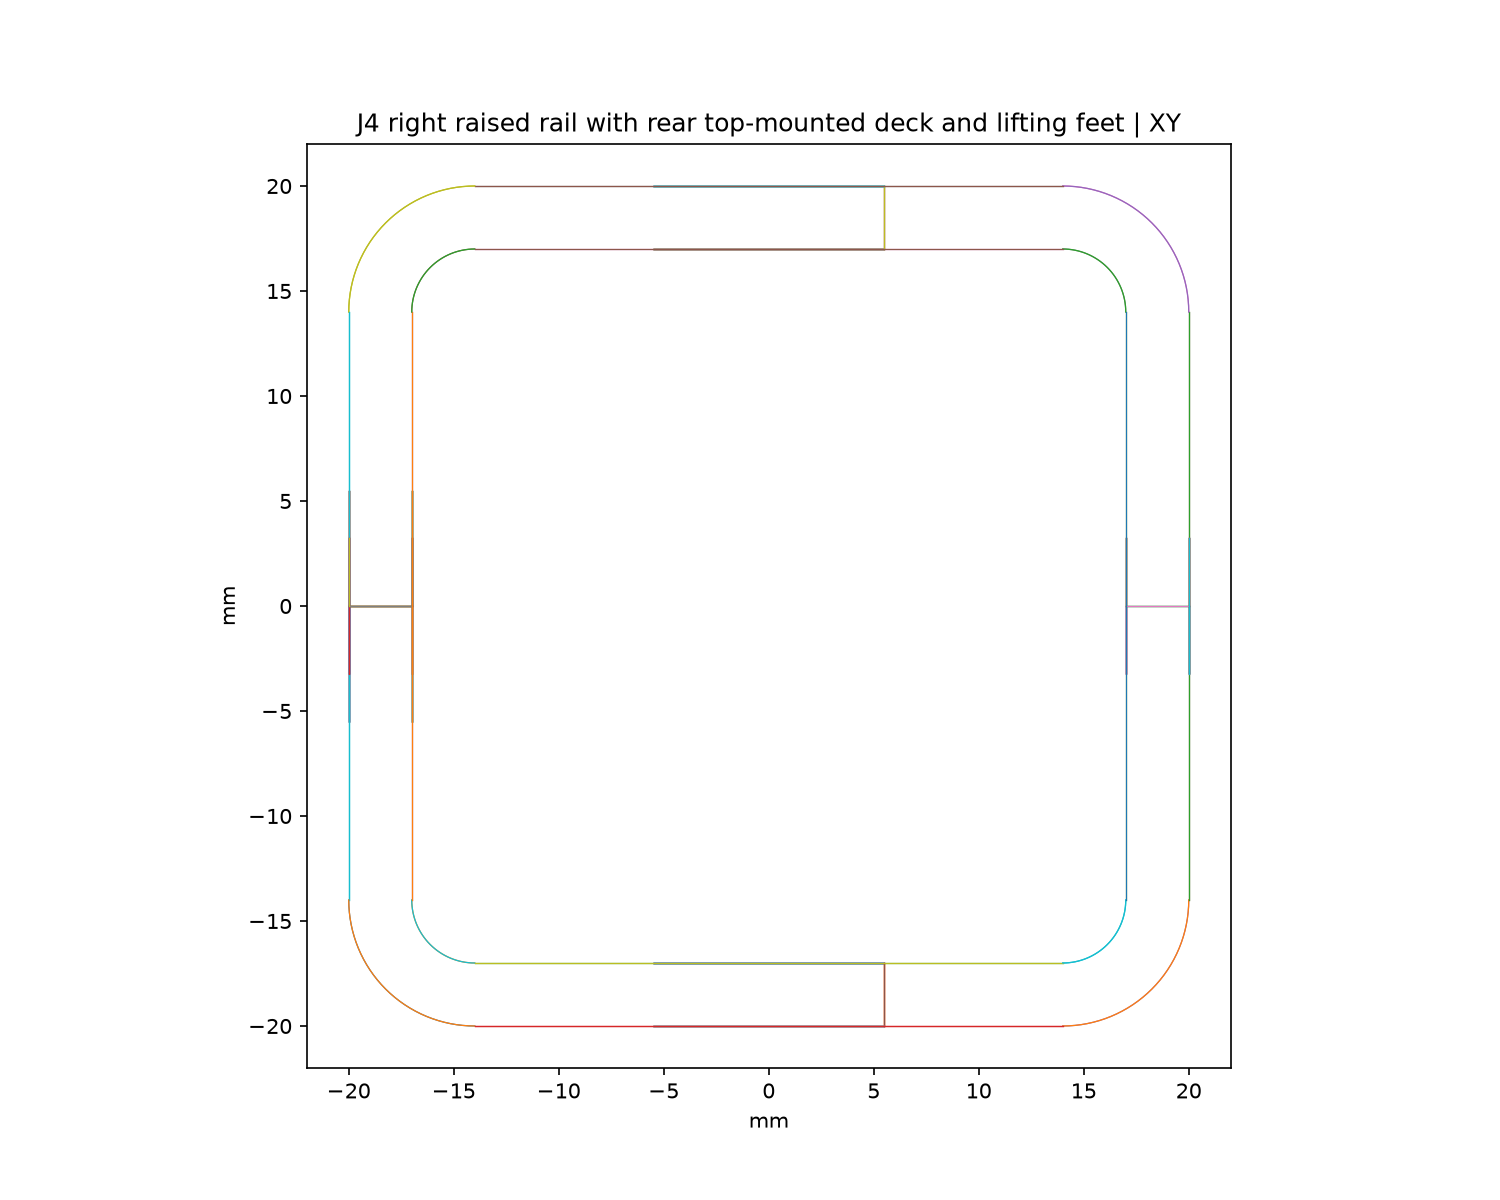 J4 right raised rail with rear top-mounted deck and lifting feet | XY
20
15
10
5
0
−5
−10
−15
−20
mm
−20 −15 −10 −5 0 5 10 15 20
mm